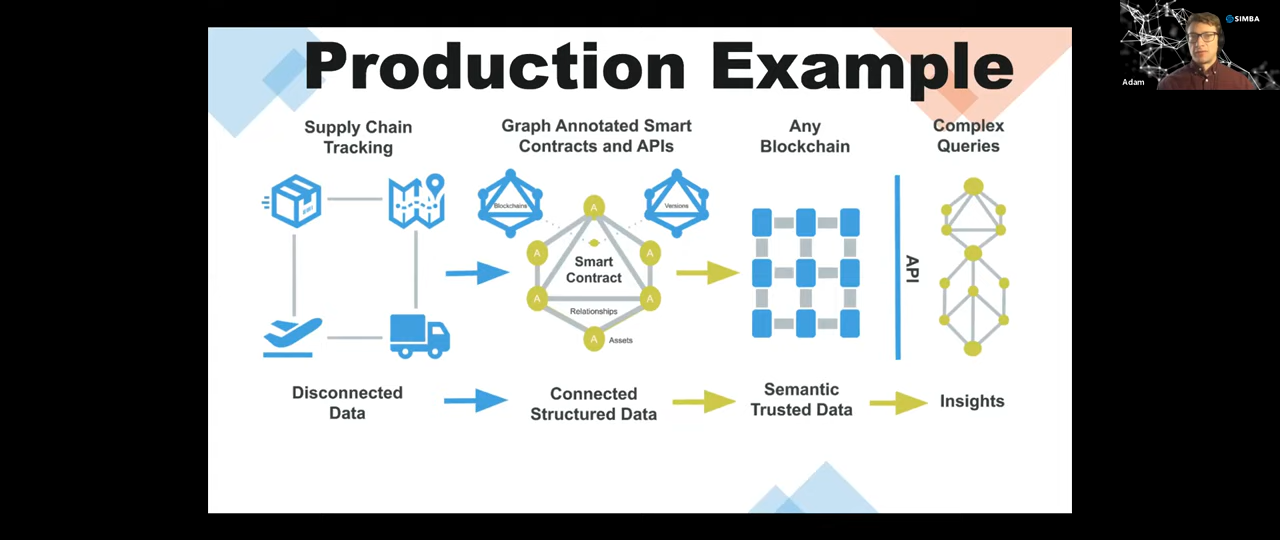 Production Example
SIMBA
Adam
Supply Chain
Tracking
Graph Annotated Smart
Contracts and APIs
Any
Blockchain
Complex
Queries
Blockchains
Versions
A
A
A
Smart
Contract
API
A
A
Relationships
A
Assets
Disconnected
Data
Connected
Structured Data
Semantic
Trusted Data
Insights